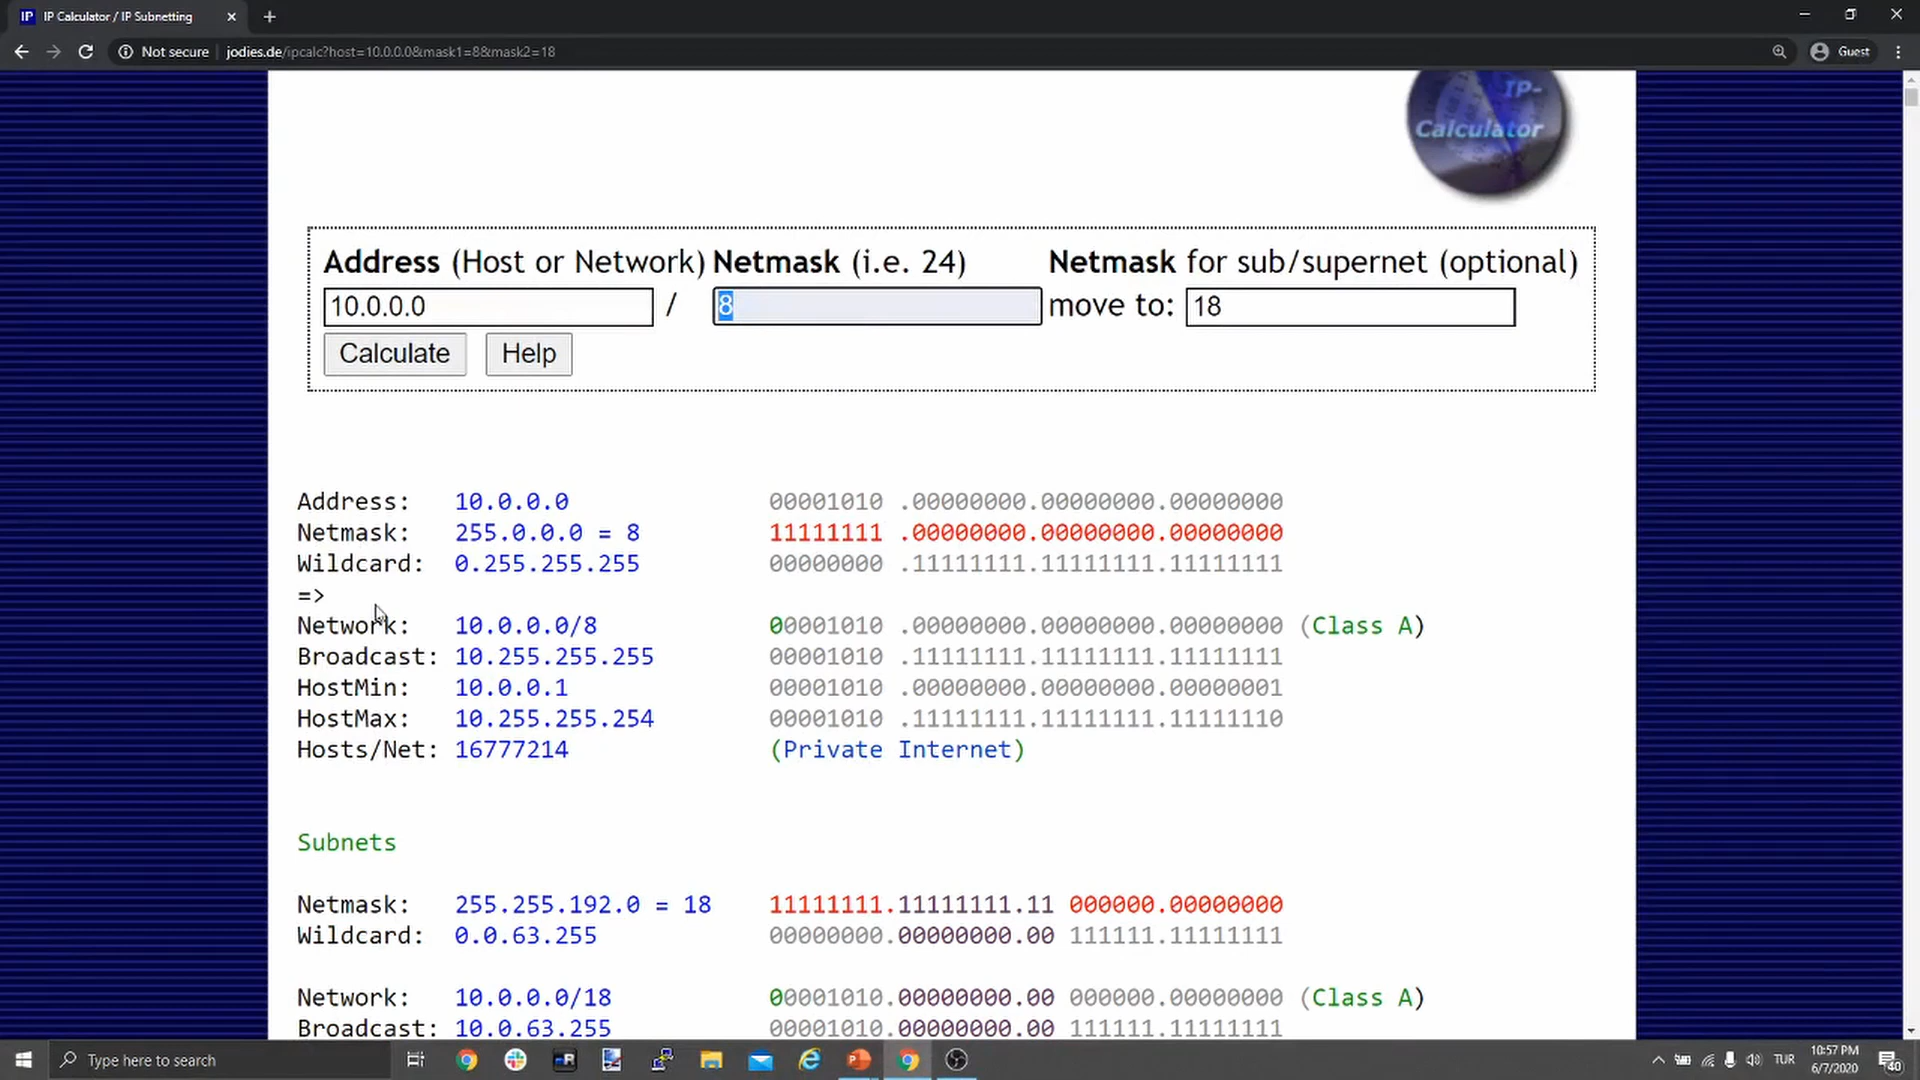 IP IP Calculator / IP Subnetting
Not secure jodies.de/ipcalc?host=10.0.0.0&mask1=8&mask2=18 Guest
IP-
Calculator
Address (Host or Network) Netmask (i.e. 24) Netmask for sub/supernet (optional)
10.0.0.0 / 8 move to: 18
Calculate Help
Address: 10.0.0.0 00001010 .00000000.00000000.00000000
Netmask: 255.0.0.0 = 8 11111111 .00000000.00000000.00000000
Wildcard: 0.255.255.255 00000000 .11111111.11111111.11111111
=>
Network: 10.0.0.0/8 00001010 .00000000.00000000.00000000 (Class A)
Broadcast: 10.255.255.255 00001010 .11111111.11111111.11111111
HostMin: 10.0.0.1 00001010 .00000000.00000000.00000001
HostMax: 10.255.255.254 00001010 .11111111.11111111.11111110
Hosts/Net: 16777214 (Private Internet)
Subnets
Netmask: 255.255.192.0 = 18 11111111.11111111.11 000000.00000000
Wildcard: 0.0.63.255 00000000.00000000.00 111111.11111111
Network: 10.0.0.0/18 00001010.00000000.00 000000.00000000 (Class A)
Broadcast: 10.0.63.255 00001010.00000000.00 111111.11111111
Type here to search
TUR
10:57 PM
6/7/2020
40